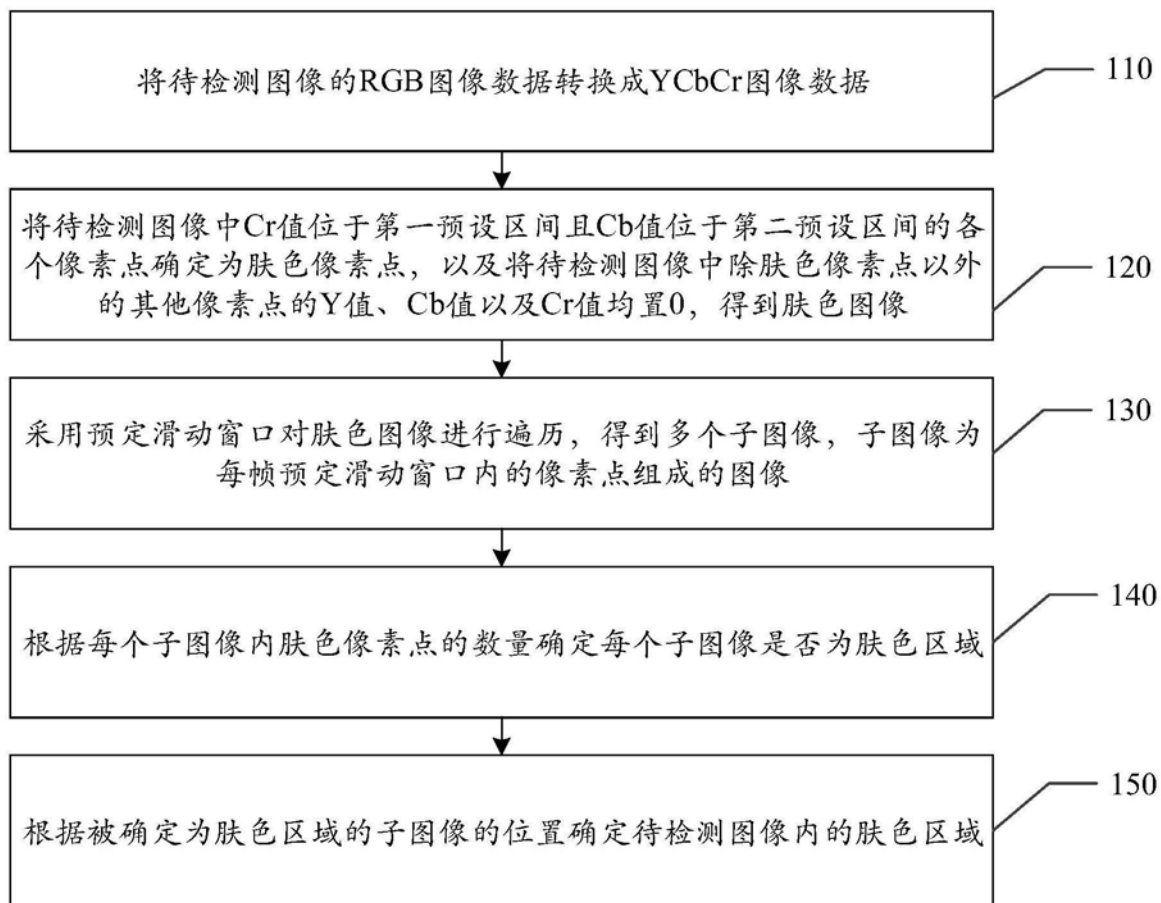 将待检测图像的RGB图像数据转换成YCbCr图像数据
110
将待检测图像中Cr值位于第一预设区间且Cb值位于第二预设区间的各
个像素点确定为肤色像素点，以及将待检测图像中除肤色像素点以外
的其他像素点的Y值、Cb值以及Cr值均置0，得到肤色图像
120
采用预定滑动窗口对肤色图像进行遍历，得到多个子图像，子图像为
每帧预定滑动窗口内的像素点组成的图像
130
根据每个子图像内肤色像素点的数量确定每个子图像是否为肤色区域
140
根据被确定为肤色区域的子图像的位置确定待检测图像内的肤色区域
150